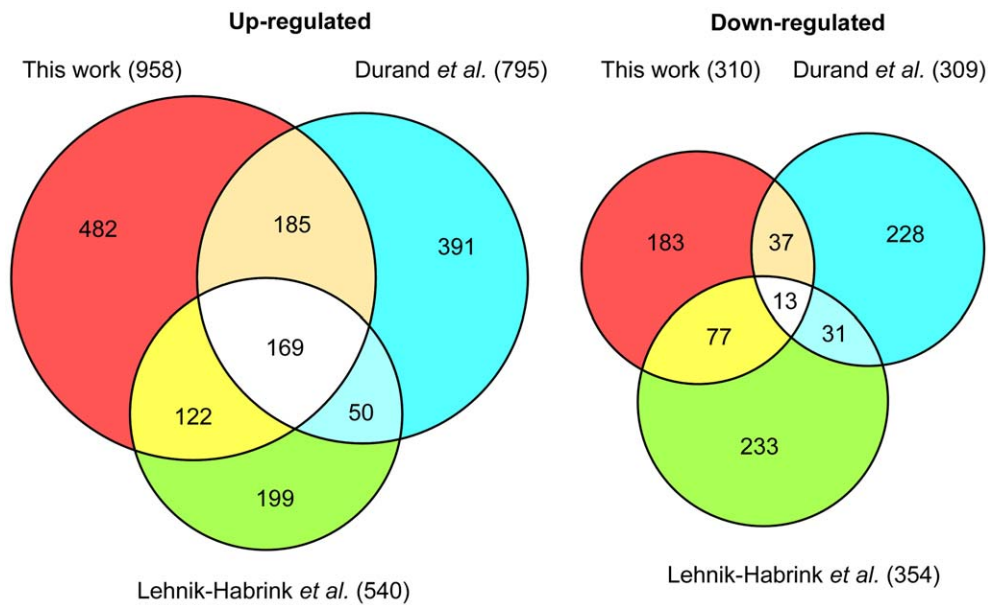 Up-regulated
This work (958)
Durand et al. (795)
482
185
391
169
122
50
199
Lehnik-Habrink et al. (540)
Down-regulated
This work (310)
Durand et al. (309)
183
37
228
13
77
31
233
Lehnik-Habrink et al. (354)